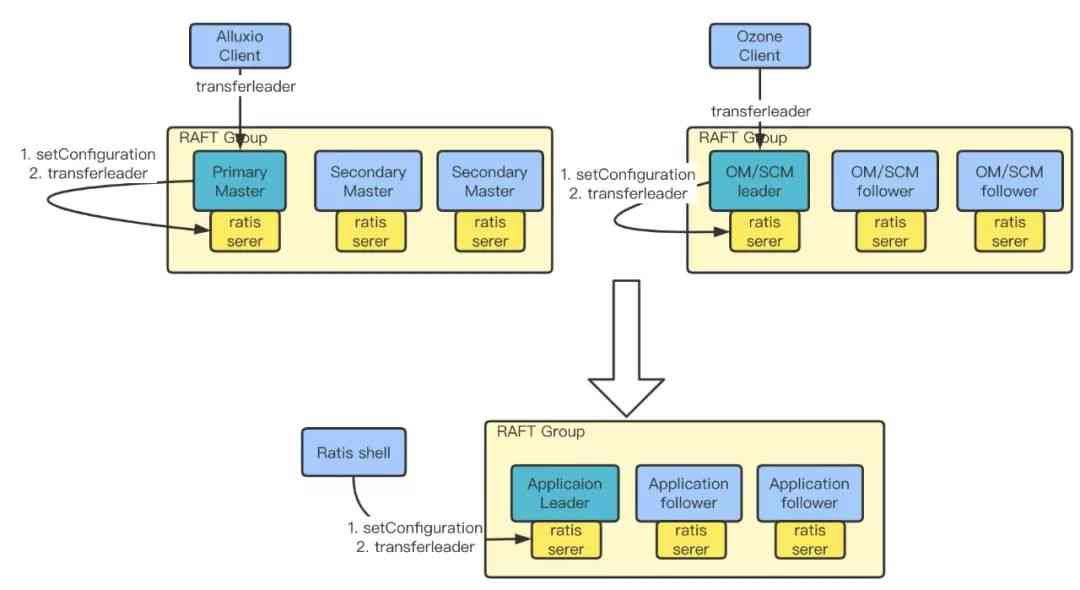 Alluxio
Client
transferleader
RAFT Group
1. setConfiguration
2. transferleader
Primary
Master
ratis
serer
Secondary
Master
ratis
serer
Secondary
Master
ratis
serer
Ozone
Client
transferleader
RAFT Group
1. setConfiguration
2. transferleader
OM/SCM
leader
ratis
serer
OM/SCM
follower
ratis
serer
OM/SCM
follower
ratis
serer
Ratis shell
1. setConfiguration
2. transferleader
RAFT Group
Applicaion
Leader
ratis
serer
Application
follower
ratis
serer
Application
follower
ratis
serer